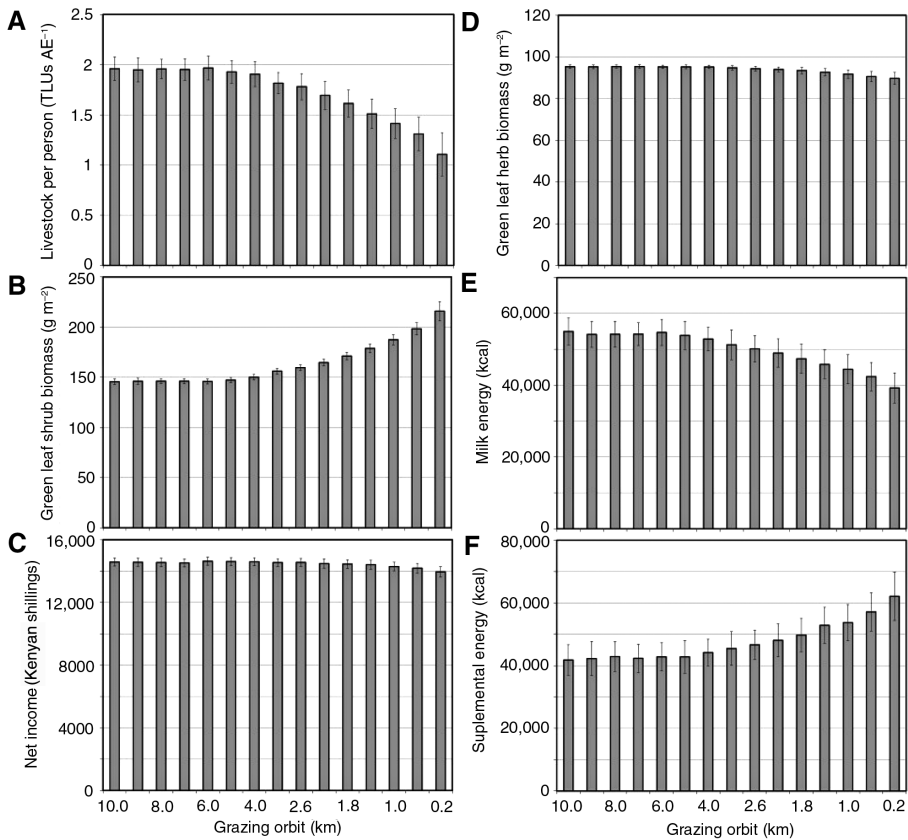 A
Livestock per person (TLUs AE⁻¹)
2.5
2
1.5
1
0.5
0
B
Green leaf shrub biomass (g m⁻²)
250
200
150
100
50
0
C
Net income (Kenyan shillings)
16,000
12,000
8000
4000
0
10.0 8.0 6.0 4.0 2.6 1.8 1.0 0.2
Grazing orbit (km)
D
Green leaf herb biomass (g m⁻²)
120
100
80
60
40
20
0
E
Milk energy (kcal)
60,000
40,000
20,000
0
F
Suplemental energy (kcal)
80,000
60,000
40,000
20,000
0
10.0 8.0 6.0 4.0 2.6 1.8 1.0 0.2
Grazing orbit (km)